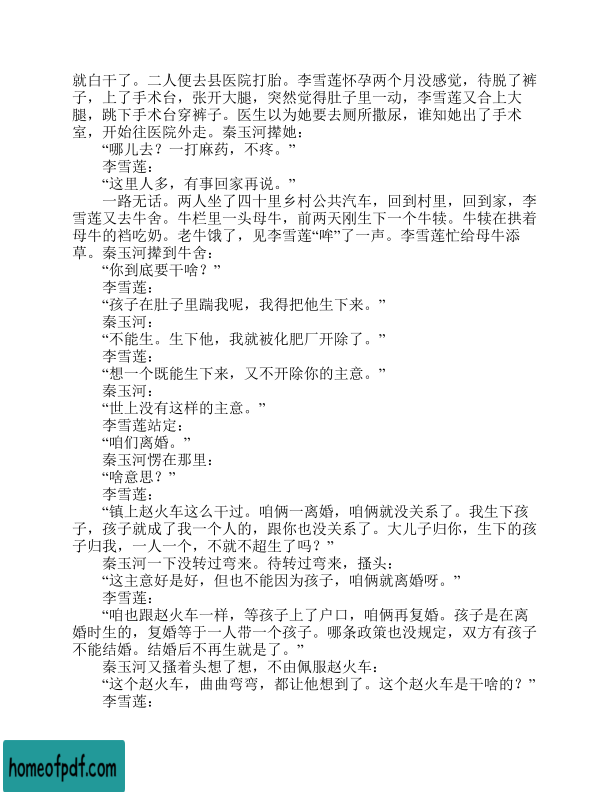 就白干了。二人便去县医院打胎。李雪莲怀孕两个月没感觉，待脱了裤
子，上了手术台，张开大腿，突然觉得肚子里一动，李雪莲又合上大
腿，跳下手术台穿裤子。医生以为她要去厕所撒尿，谁知她出了手术
室，开始往医院外走。秦玉河撵她：
“哪儿去？一打麻药，不疼。”
李雪莲：
“这里人多，有事回家再说。”
一路无话。两人坐了四十里乡村公共汽车，回到村里，回到家，李
雪莲又去牛舍。牛栏里一头母牛，前两天刚生下一个牛犊。牛犊在拱着
母牛的裆吃奶。老牛饿了，见李雪莲“哞”了一声。李雪莲忙给母牛添
草。秦玉河撵到牛舍：
“你到底要干啥？”
李雪莲：
“孩子在肚子里踹我呢，我得把他生下来。”
秦玉河：
“不能生。生下他，我就被化肥厂开除了。”
李雪莲：
“想一个既能生下来，又不开除你的主意。”
秦玉河：
“世上没有这样的主意。”
李雪莲站定：
“咱们离婚。”
秦玉河愣在那里：
“啥意思？”
李雪莲：
“镇上赵火车这么干过。咱俩一离婚，咱俩就没关系了。我生下孩
子，孩子就成了我一个人的，跟你也没关系了。大儿子归你，生下的孩
子归我，一人一个，不就不超生了吗？”
秦玉河一下没转过弯来。待转过弯来，搔头：
“这主意好是好，但也不能因为孩子，咱俩就离婚呀。”
李雪莲：
“咱也跟赵火车一样，等孩子上了户口，咱俩再复婚。孩子是在离
婚时生的，复婚等于一人带一个孩子。哪条政策也没规定，双方有孩子
不能结婚。结婚后不再生就是了。”
秦玉河又搔着头想了想，不由佩服赵火车：
“这个赵火车，曲曲弯弯，都让他想到了。这个赵火车是干啥的？”
李雪莲：
homeofpdf.com